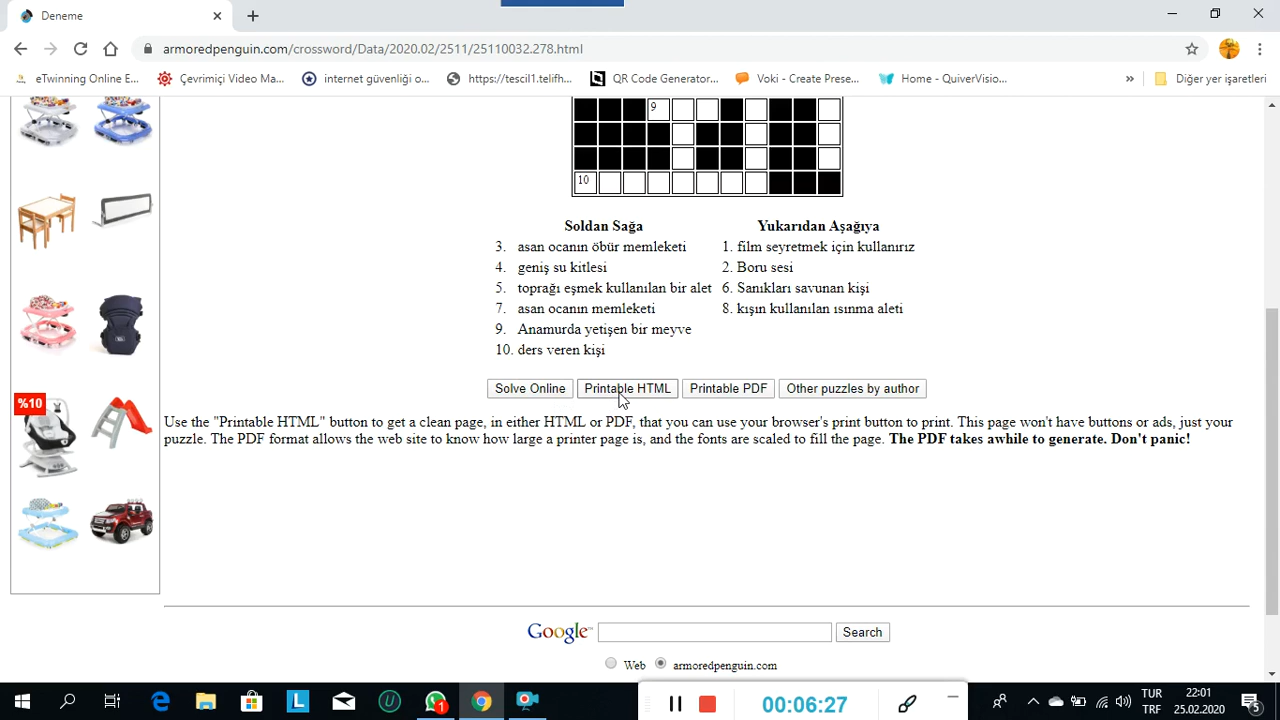 Deneme
armoredpenguin.com/crossword/Data/2020.02/2511/25110032.278.html
eTwinning Online E...
Çevrimiçi Video Ma...
internet güvenliği o...
https://tescil1.telifh...
QR Code Generator...
Voki - Create Prese...
Home - QuiverVisio...
»
Diğer yer işaretleri
9
10
Soldan Sağa
3. asan ocanın öbür memleketi
4. geniş su kitlesi
5. toprağı eşmek kullanılan bir alet
7. asan ocanın memleketi
9. Anamurda yetişen bir meyve
10. ders veren kişi
Yukarıdan Aşağıya
1. film seyretmek için kullanırız
2. Boru sesi
6. Sanıkları savunan kişi
8. kışın kullanılan ısınma aleti
Solve Online
Printable HTML
Printable PDF
Other puzzles by author
%10
Use the "Printable HTML" button to get a clean page, in either HTML or PDF, that you can use your browser's print button to print. This page won't have buttons or ads, just your
puzzle. The PDF format allows the web site to know how large a printer page is, and the fonts are scaled to fill the page. The PDF takes awhile to generate. Don't panic!
Google™
Search
Web
armoredpenguin.com
L
U
1
00:06:27
TUR
TRF
22:01
25.02.2020
5